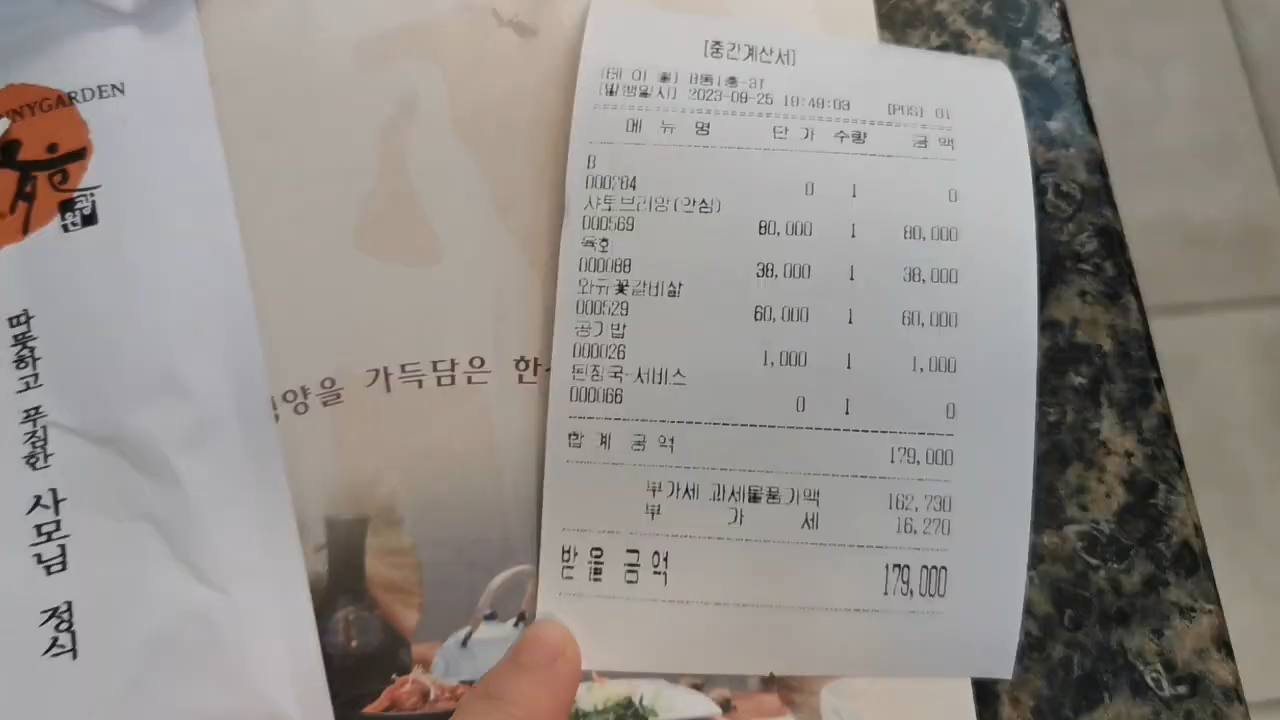 NYGARDEN
원광
따뜻하고 푸짐한 사모님 정식
양을 가득담은 한
[중간계산서]
[테 이 블] B동1층-37
[발행일시] 2023-09-25 18:49:03 [POS] 01
메 뉴 명 단 가 수량 금 액
B
000284 0 1 0
샤토브리앙(안심)
000569 80,000 1 80,000
육회
000088 38,000 1 38,000
와규꽃갈비살
000529 60,000 1 60,000
공기밥
000026 1,000 1 1,000
된장국-서비스
000066 0 1 0
합 계 금 액 179,000
부가세 과세물품가액 162,730
부 가 세 16,270
받 을 금 액 179,000